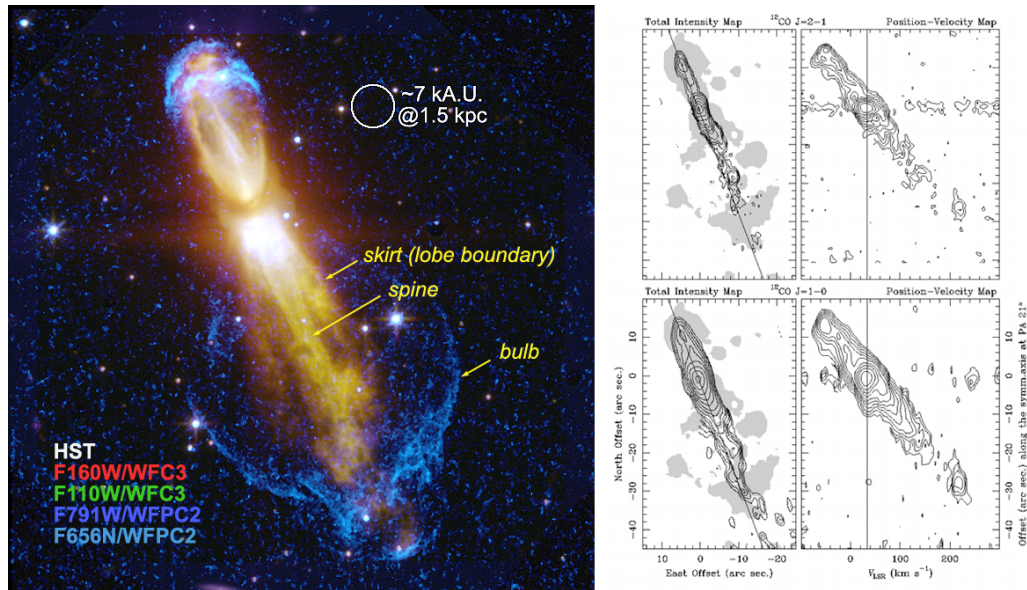 ~7 kA.U.
@1.5 kpc
skirt (lobe boundary)
spine
bulb
HST
F160W/WFC3
F110W/WFC3
F791W/WFPC2
F656N/WFPC2
Total Intensity Map ¹²CO J=2-1 Position-Velocity Map
Total Intensity Map ¹²CO J=1-0 Position-Velocity Map
North Offset (arc sec.)
10
0
-10
-20
-30
-40
10 0 -10 -20
East Offset (arc sec.)
0 100 200
V_LSR (km s⁻¹)
10
0
-10
-20
-30
-40
Offset (arc sec.) along the symm.axis at PA 21°